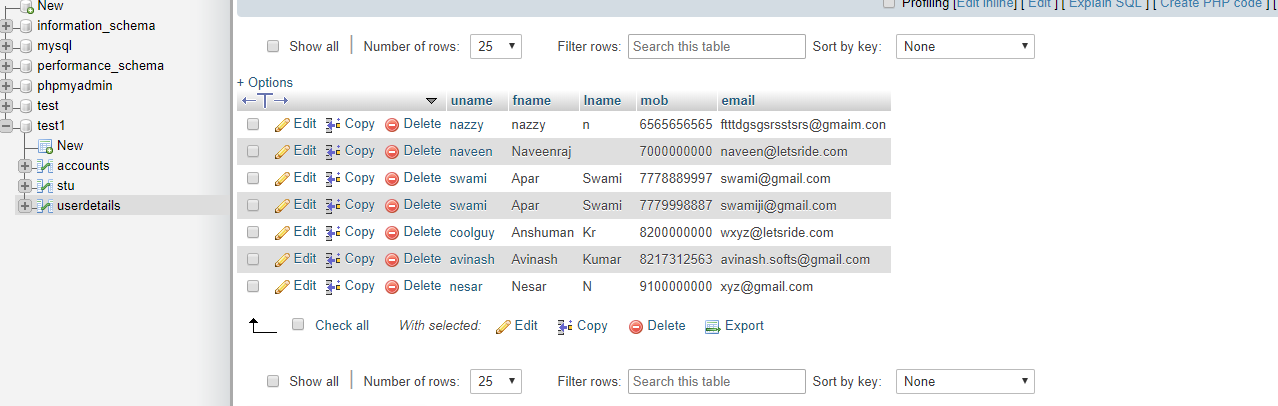 New
information_schema
mysql
performance_schema
phpmyadmin
test
test1
New
accounts
stu
userdetails
Profiling [Edit inline] [ Edit ] [ Explain SQL ] [ Create PHP code ] [
Show all | Number of rows: 25 Filter rows: Search this table Sort by key: None
+ Options
uname fname lname mob email
Edit Copy Delete nazzy nazzy n 6565656565 ftttdgsgsrsstsrs@gmaim.con
Edit Copy Delete naveen Naveenraj 7000000000 naveen@letsride.com
Edit Copy Delete swami Apar Swami 7778889997 swami@gmail.com
Edit Copy Delete swami Apar Swami 7779998887 swamiji@gmail.com
Edit Copy Delete coolguy Anshuman Kr 8200000000 wxyz@letsride.com
Edit Copy Delete avinash Avinash Kumar 8217312563 avinash.softs@gmail.com
Edit Copy Delete nesar Nesar N 9100000000 xyz@gmail.com
Check all With selected: Edit Copy Delete Export
Show all | Number of rows: 25 Filter rows: Search this table Sort by key: None